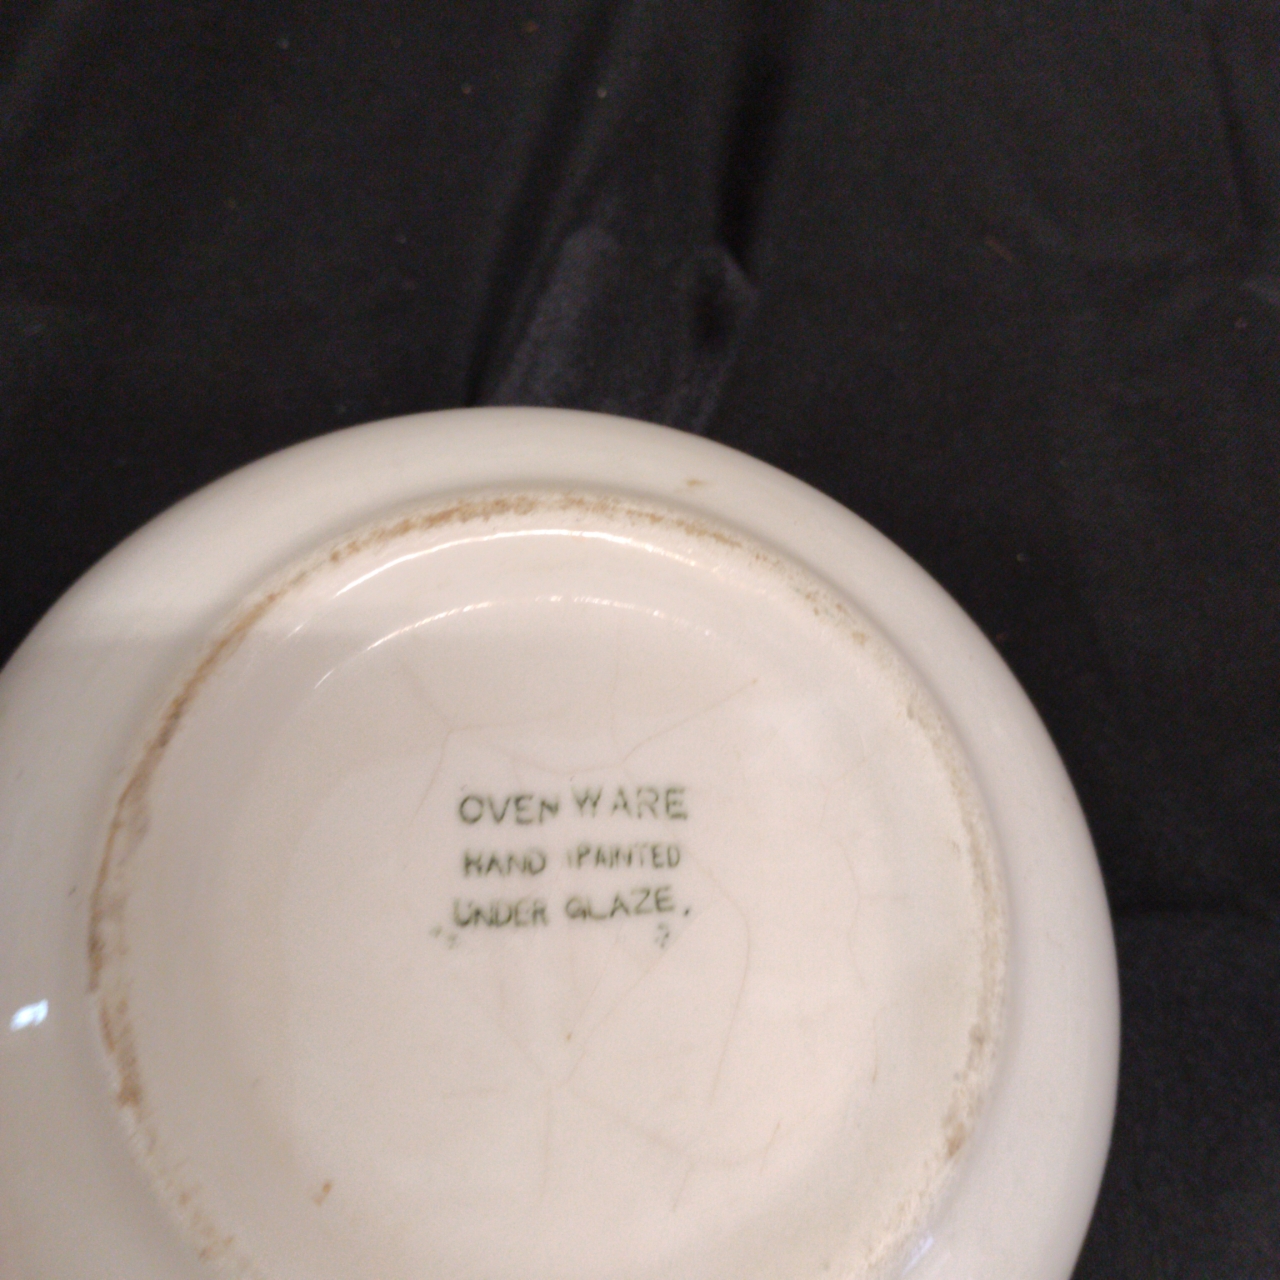 OVEN WARE
HAND PAINTED
UNDER GLAZE.